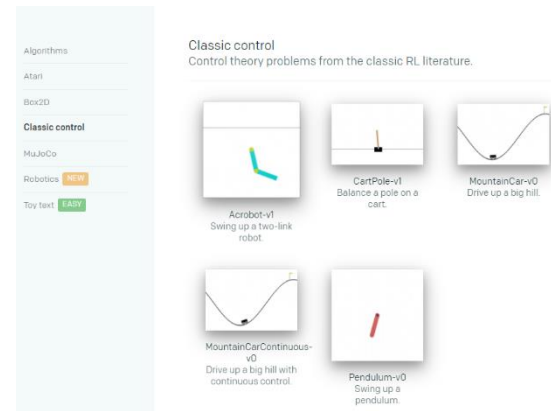 Algorithms
Atari
Box2D
Classic control
MuJoCo
Robotics NEW
Toy text EASY
Classic control
Control theory problems from the classic RL literature.
Acrobot-v1
Swing up a two-link
robot.
CartPole-v1
Balance a pole on a
cart.
MountainCar-v0
Drive up a big hill.
MountainCarContinuous-
v0
Drive up a big hill with
continuous control.
Pendulum-v0
Swing up a
pendulum.